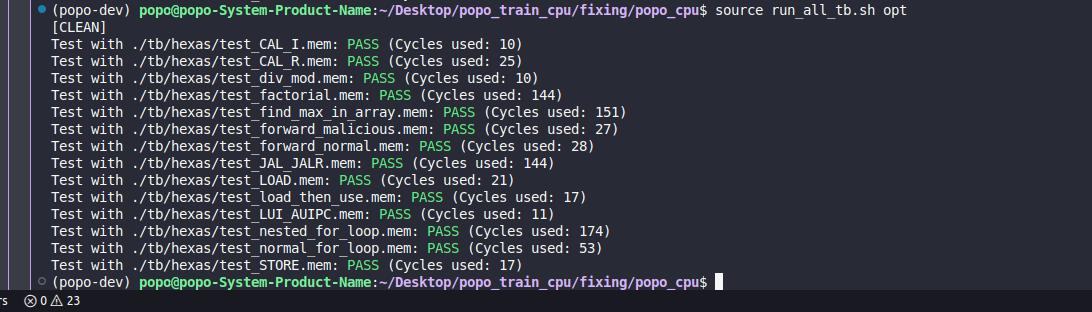 (popo-dev) popo@popo-System-Product-Name:~/Desktop/popo_train_cpu/fixing/popo_cpu$ source run_all_tb.sh opt
[CLEAN]
Test with ./tb/hexas/test_CAL_I.mem: PASS (Cycles used: 10)
Test with ./tb/hexas/test_CAL_R.mem: PASS (Cycles used: 25)
Test with ./tb/hexas/test_div_mod.mem: PASS (Cycles used: 10)
Test with ./tb/hexas/test_factorial.mem: PASS (Cycles used: 144)
Test with ./tb/hexas/test_find_max_in_array.mem: PASS (Cycles used: 151)
Test with ./tb/hexas/test_forward_malicious.mem: PASS (Cycles used: 27)
Test with ./tb/hexas/test_forward_normal.mem: PASS (Cycles used: 28)
Test with ./tb/hexas/test_JAL_JALR.mem: PASS (Cycles used: 144)
Test with ./tb/hexas/test_LOAD.mem: PASS (Cycles used: 21)
Test with ./tb/hexas/test_load_then_use.mem: PASS (Cycles used: 17)
Test with ./tb/hexas/test_LUI_AUIPC.mem: PASS (Cycles used: 11)
Test with ./tb/hexas/test_nested_for_loop.mem: PASS (Cycles used: 174)
Test with ./tb/hexas/test_normal_for_loop.mem: PASS (Cycles used: 53)
Test with ./tb/hexas/test_STORE.mem: PASS (Cycles used: 17)
(popo-dev) popo@popo-System-Product-Name:~/Desktop/popo_train_cpu/fixing/popo_cpu$
rs 0 23